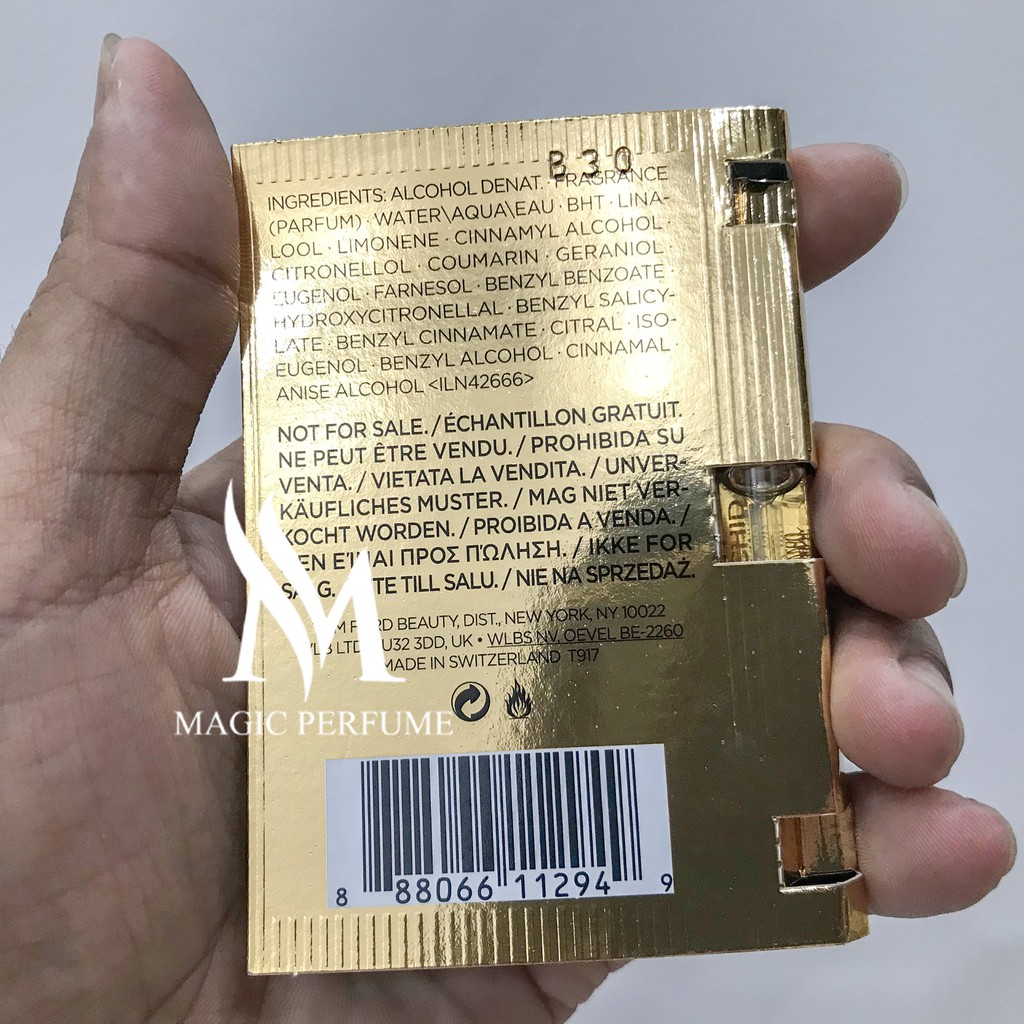 B30
INGREDIENTS: ALCOHOL DENAT. · FRAGRANCE
(PARFUM) · WATER\AQUA\EAU · BHT · LINA-
LOOL · LIMONENE · CINNAMYL ALCOHOL ·
CITRONELLOL · COUMARIN · GERANIOL ·
EUGENOL · FARNESOL · BENZYL BENZOATE ·
HYDROXYCITRONELLAL · BENZYL SALICY-
LATE · BENZYL CINNAMATE · CITRAL · ISO-
EUGENOL · BENZYL ALCOHOL · CINNAMAL ·
ANISE ALCOHOL <ILN42666>
NOT FOR SALE. / ÉCHANTILLON GRATUIT.
NE PEUT ÊTRE VENDU. / PROHIBIDA SU
VENTA. / VIETATA LA VENDITA. / UNVER-
KÄUFLICHES MUSTER. / MAG NIET VER-
KOCHT WORDEN. / PROIBIDA A VENDA. /
ΕΊΝΑΙ ΠΡΟΣ ΠΏΛΗΣΗ. / IKKE FOR
TILL SALU. / NIE NA SPRZEDAŻ.
FORD BEAUTY, DIST., NEW YORK, NY 10022
LTD, U32 3DD, UK • WLBS NV, OEVEL BE-2260
MADE IN SWITZERLAND T917
M
MAGIC PERFUME
8 88066 11294 9